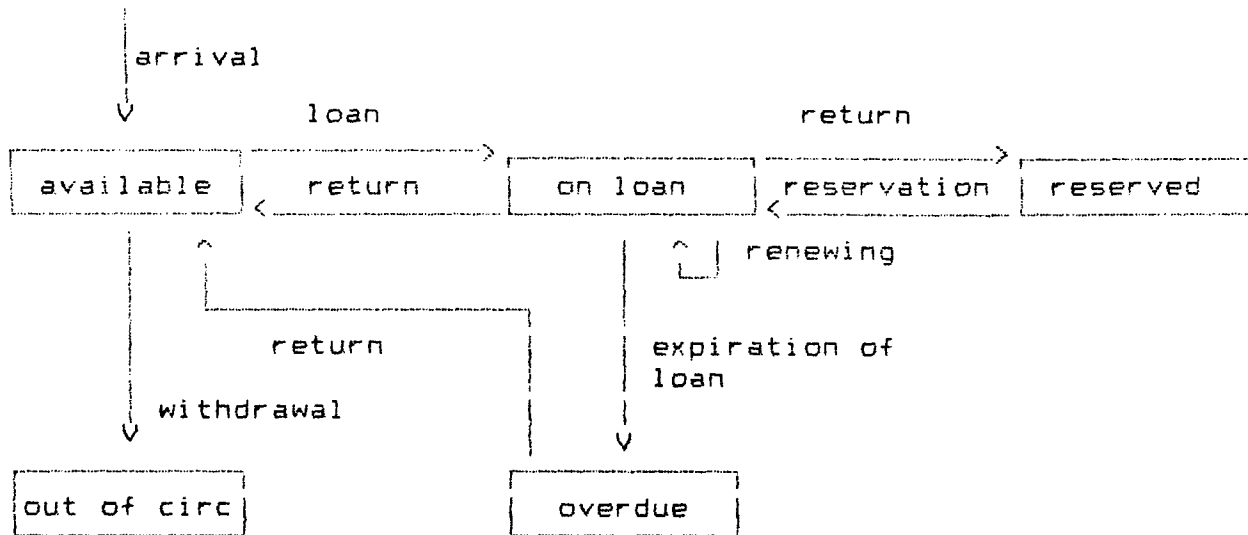 arrival
loan
return
available
return
on loan
reservation
reserved
renewing
return
expiration of
loan
withdrawal
out of circ
overdue